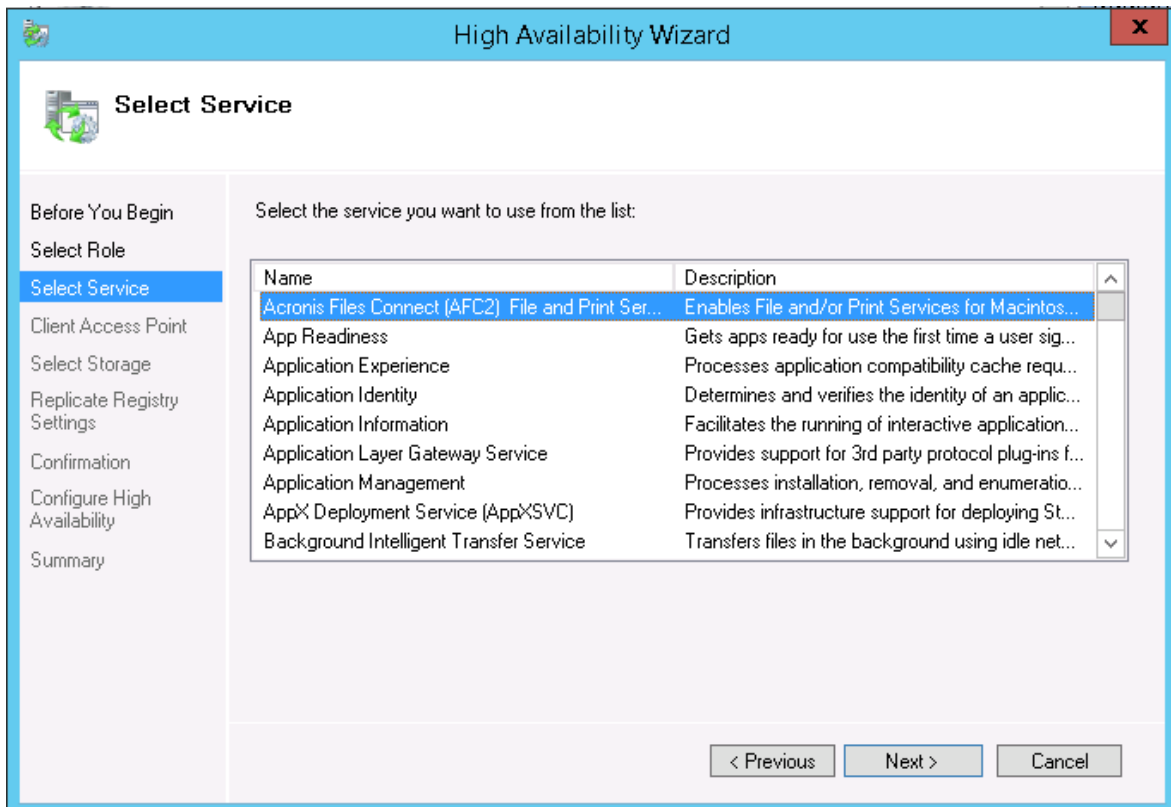 High Availability Wizard
x
Select Service
Before You Begin
Select Role
Select Service
Client Access Point
Select Storage
Replicate Registry
Settings
Confirmation
Configure High
Availability
Summary
Select the service you want to use from the list:
Name Description
Acronis Files Connect (AFC2) File and Print Ser... Enables File and/or Print Services for Macintos...
App Readiness Gets apps ready for use the first time a user sig...
Application Experience Processes application compatibility cache requ...
Application Identity Determines and verifies the identity of an applic...
Application Information Facilitates the running of interactive application...
Application Layer Gateway Service Provides support for 3rd party protocol plug-ins f...
Application Management Processes installation, removal, and enumeratio...
AppX Deployment Service (AppXSVC) Provides infrastructure support for deploying St...
Background Intelligent Transfer Service Transfers files in the background using idle net...
< Previous Next > Cancel